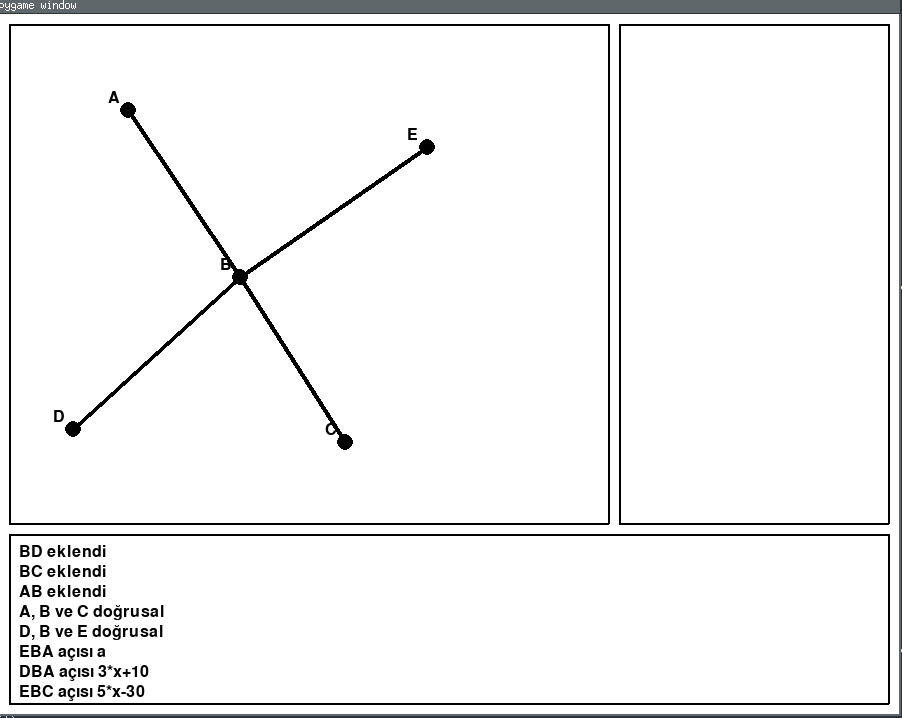 pygame window
A
E
B
D
C
BD eklendi
BC eklendi
AB eklendi
A, B ve C doğrusal
D, B ve E doğrusal
EBA açısı a
DBA açısı 3*x+10
EBC açısı 5*x-30